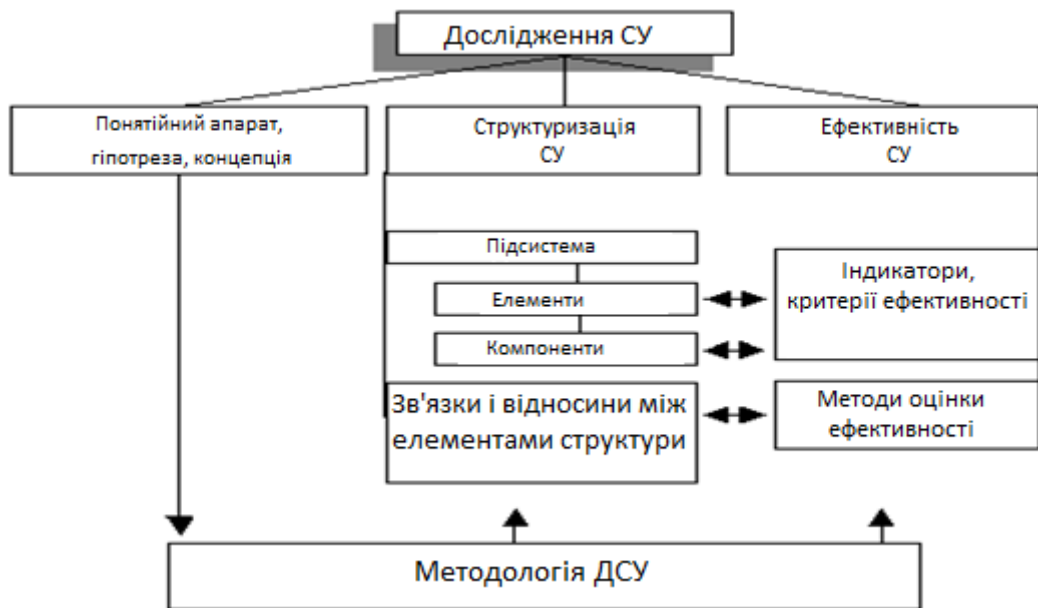 Дослідження СУ
Понятійний апарат,
гіпотреза, концепція
Структуризація
СУ
Ефективність
СУ
Підсистема
Елементи
Компоненти
Зв'язки і відносини між
елементами структури
Індикатори,
критерії ефективності
Методи оцінки
ефективності
Методологія ДСУ